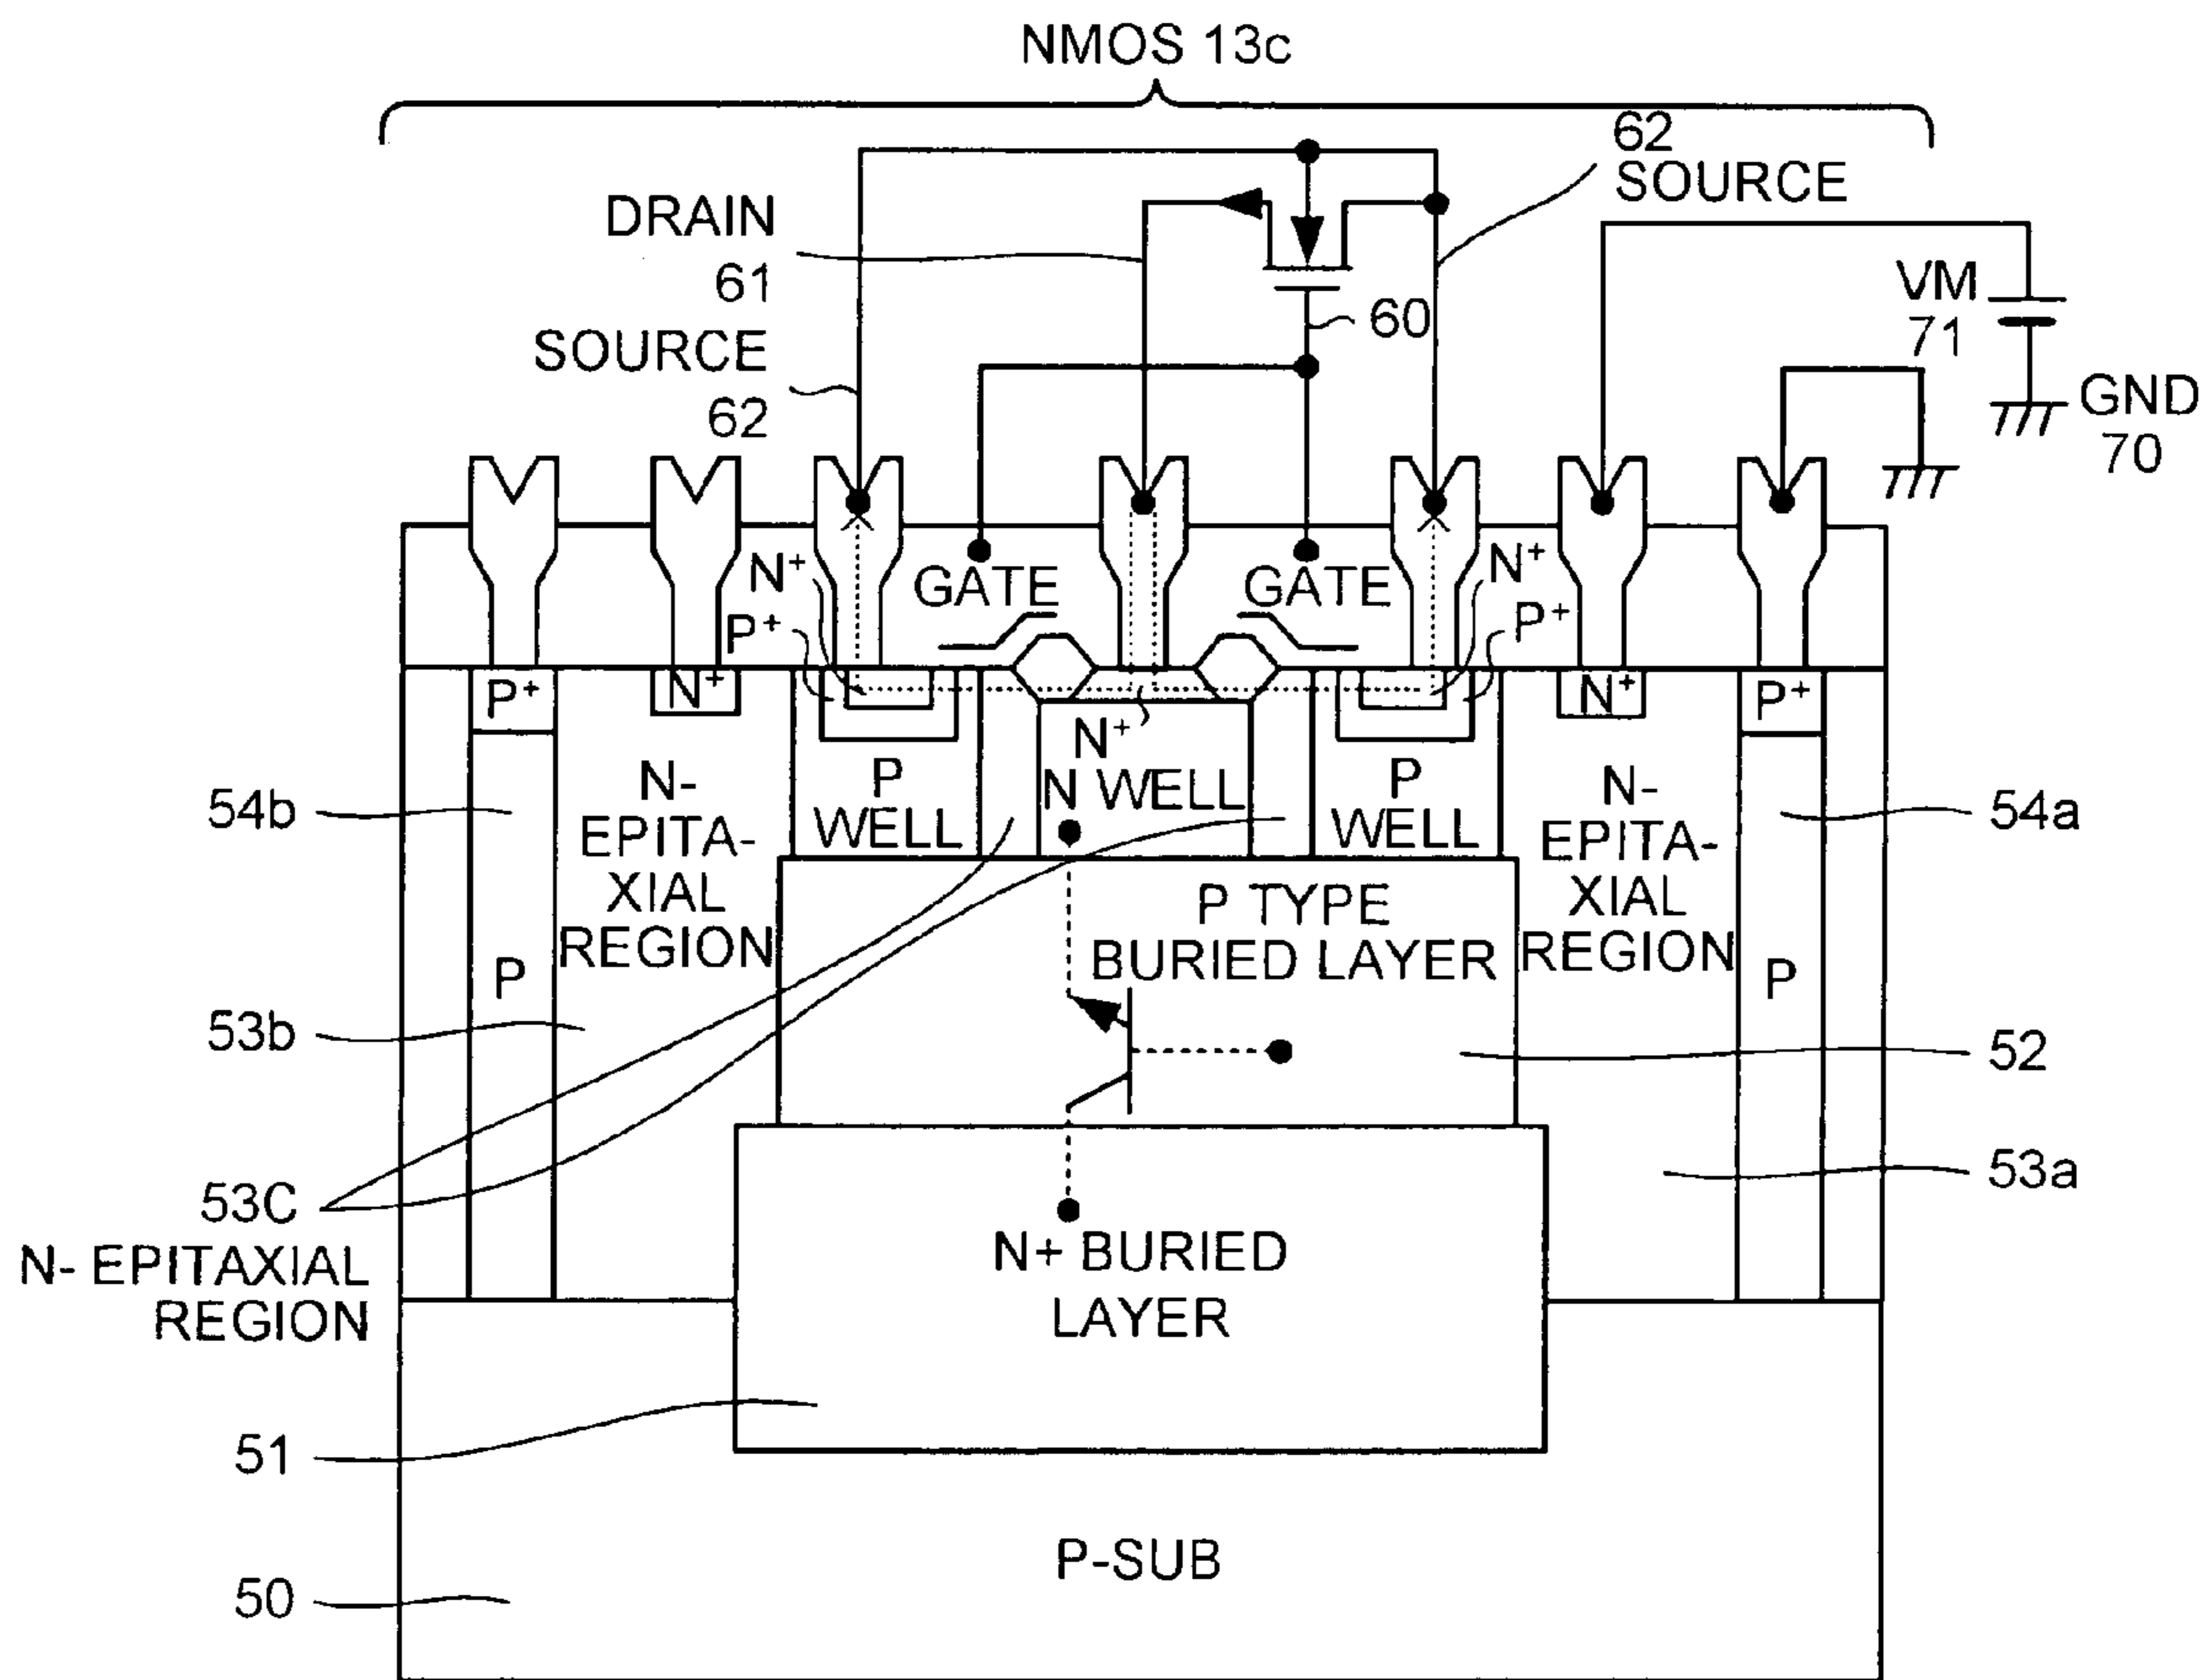 NMOS 13c
62
SOURCE
DRAIN
61
SOURCE
62
60
VM
71
GND
70
N+
P+
GATE
GATE
N+
P+
P+
N+
N+
N+
P+
54b
N-
EPITA-
XIAL
REGION
P
WELL
N WELL
P
WELL
N-
EPITA-
XIAL
REGION
54a
P
P TYPE
BURIED LAYER
P
53b
52
53C
N- EPITAXIAL
REGION
53a
N+ BURIED
LAYER
51
P-SUB
50